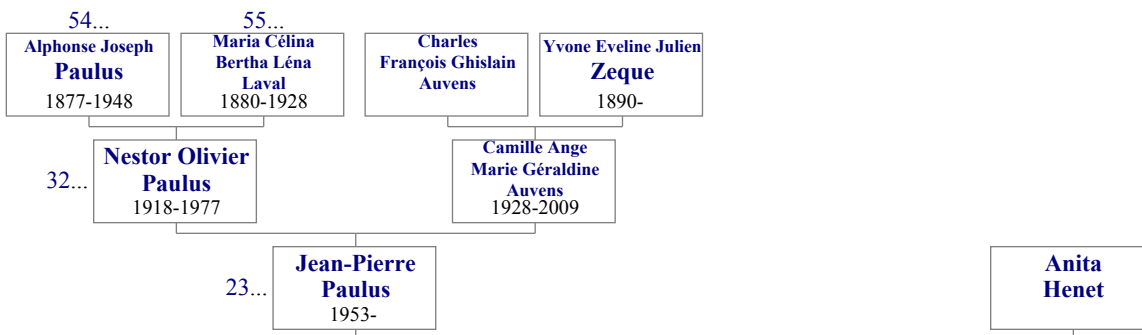 54...
55...
Alphonse Joseph
Paulus
1877-1948
Maria Célina
Bertha Léna
Laval
1880-1928
Charles
François Ghislain
Auvens
Yvone Eveline Julien
Zeque
1890-
32...
Nestor Olivier
Paulus
1918-1977
Camille Ange
Marie Géraldine
Auvens
1928-2009
23...
Jean-Pierre
Paulus
1953-
Anita
Henet